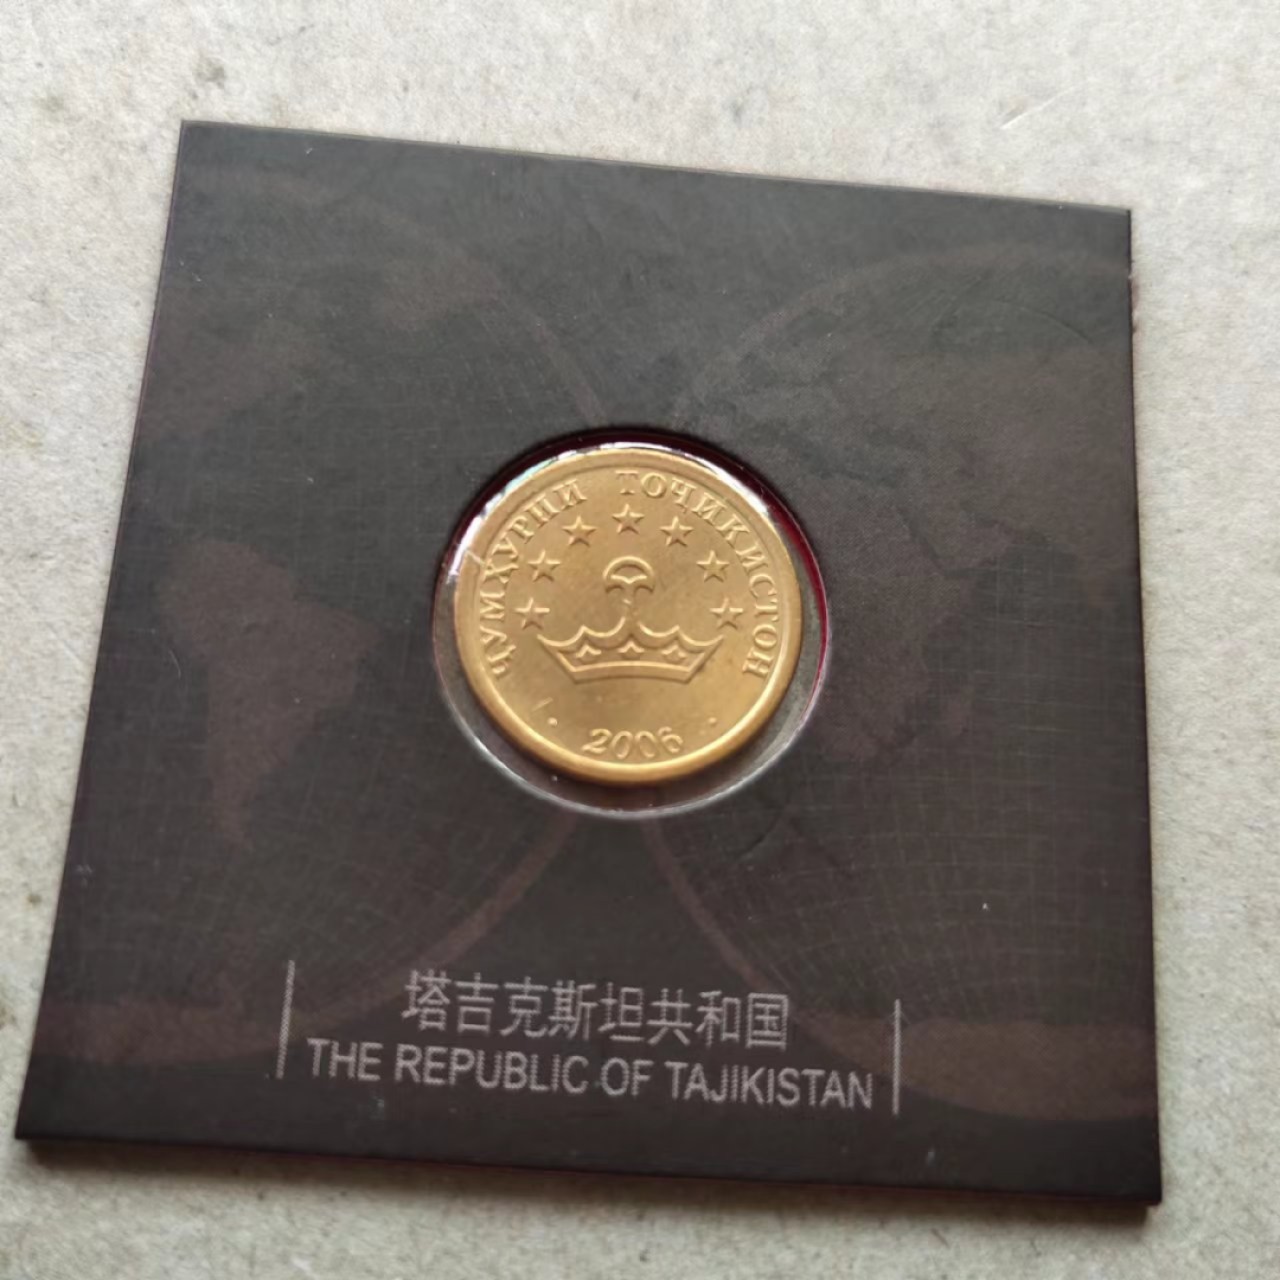 ҶУМҲУРИИ ТОҶИКИСТОН
2006
塔吉克斯坦共和国
THE REPUBLIC OF TAJIKISTAN